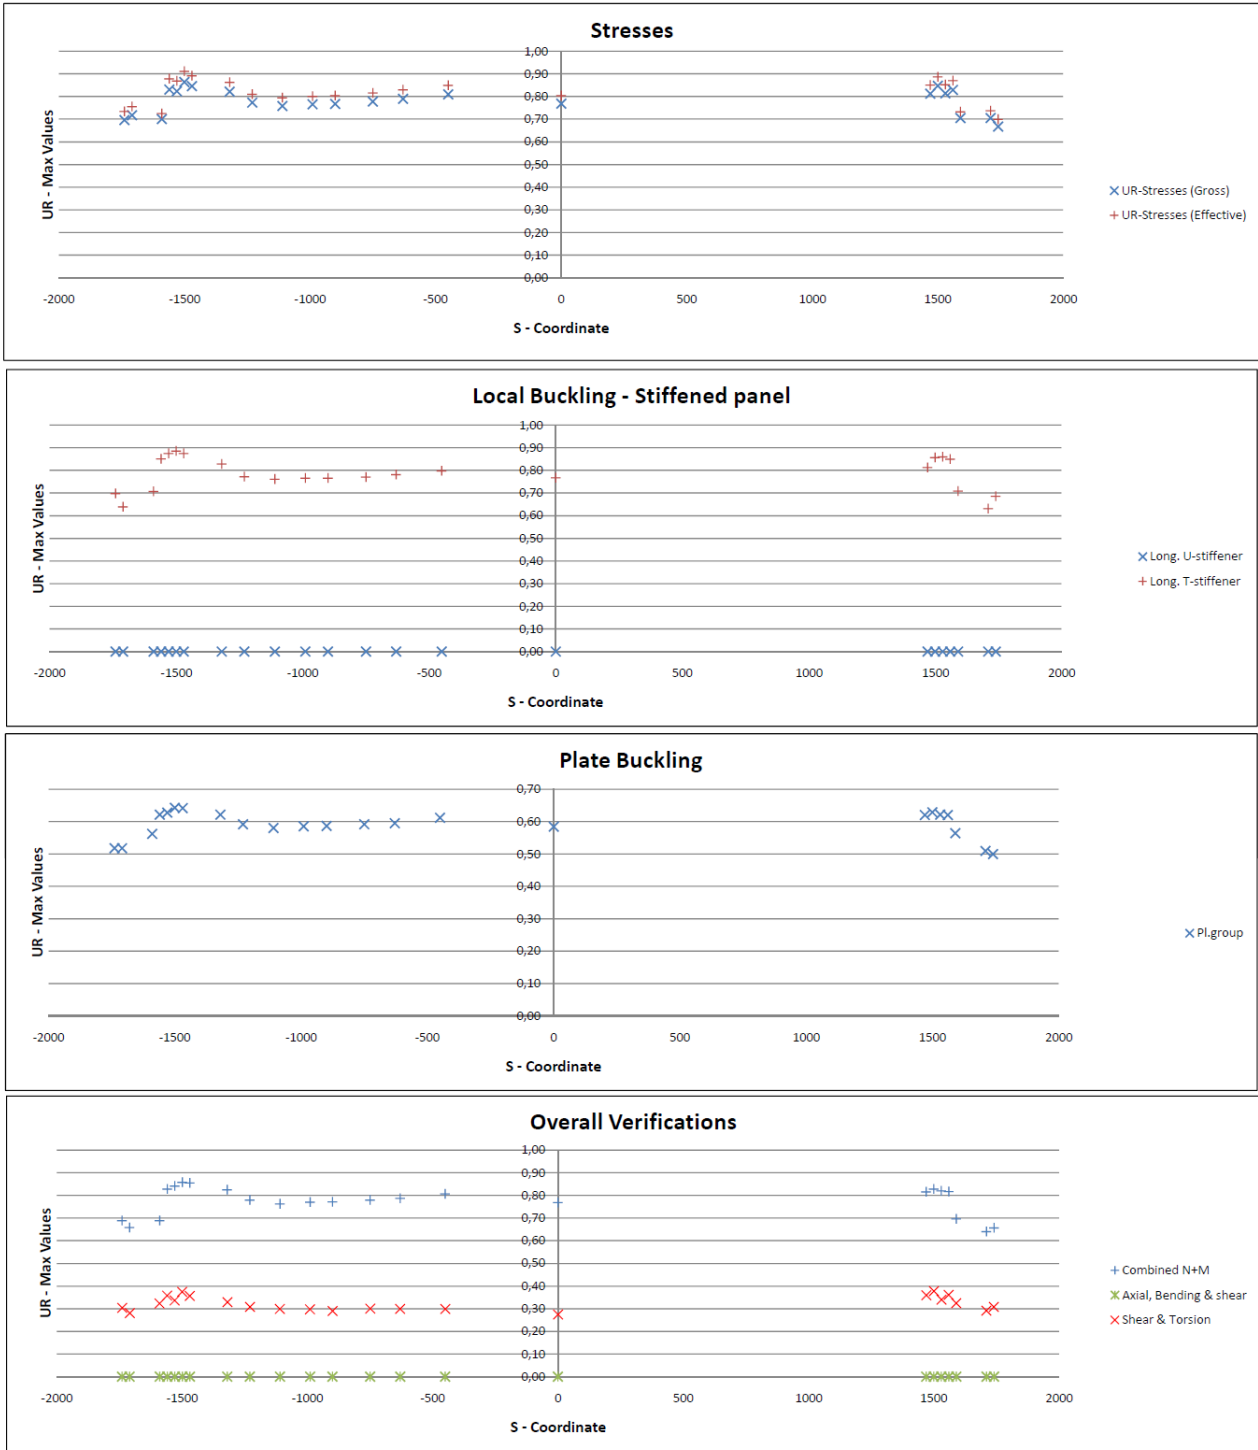 Stresses
1,00
0,90
0,80
0,70
0,60
0,50
0,40
0,30
0,20
0,10
0,00
UR - Max Values
-2000 -1500 -1000 -500 0 500 1000 1500 2000
S - Coordinate
UR-Stresses (Gross)
UR-Stresses (Effective)
Local Buckling - Stiffened panel
1,00
0,90
0,80
0,70
0,60
0,50
0,40
0,30
0,20
0,10
0,00
UR - Max Values
-2000 -1500 -1000 -500 0 500 1000 1500 2000
S - Coordinate
Long. U-stiffener
Long. T-stiffener
Plate Buckling
0,70
0,60
0,50
0,40
0,30
0,20
0,10
0,00
UR - Max Values
-2000 -1500 -1000 -500 0 500 1000 1500 2000
S - Coordinate
Pl.group
Overall Verifications
1,00
0,90
0,80
0,70
0,60
0,50
0,40
0,30
0,20
0,10
0,00
UR - Max Values
-2000 -1500 -1000 -500 0 500 1000 1500 2000
S - Coordinate
Combined N+M
Axial, Bending & shear
Shear & Torsion